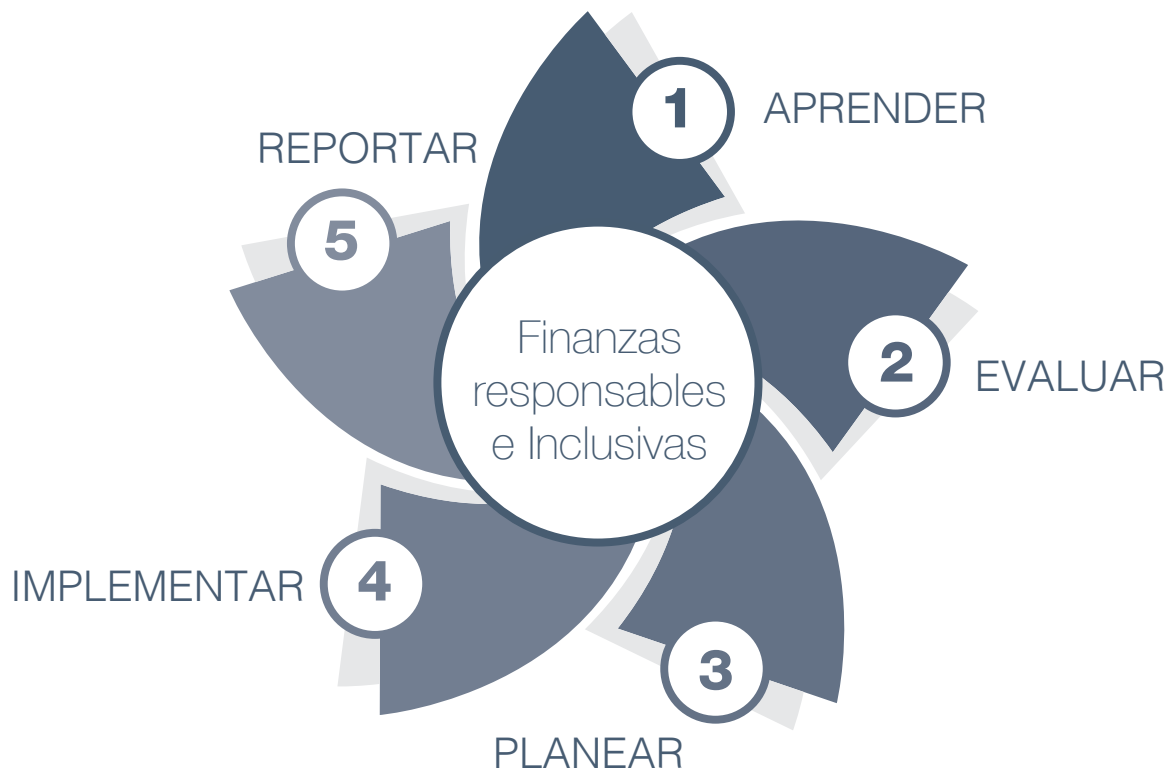 Finanzas
responsables
e Inclusivas
1
APRENDER
2
EVALUAR
3
PLANEAR
4
IMPLEMENTAR
5
REPORTAR